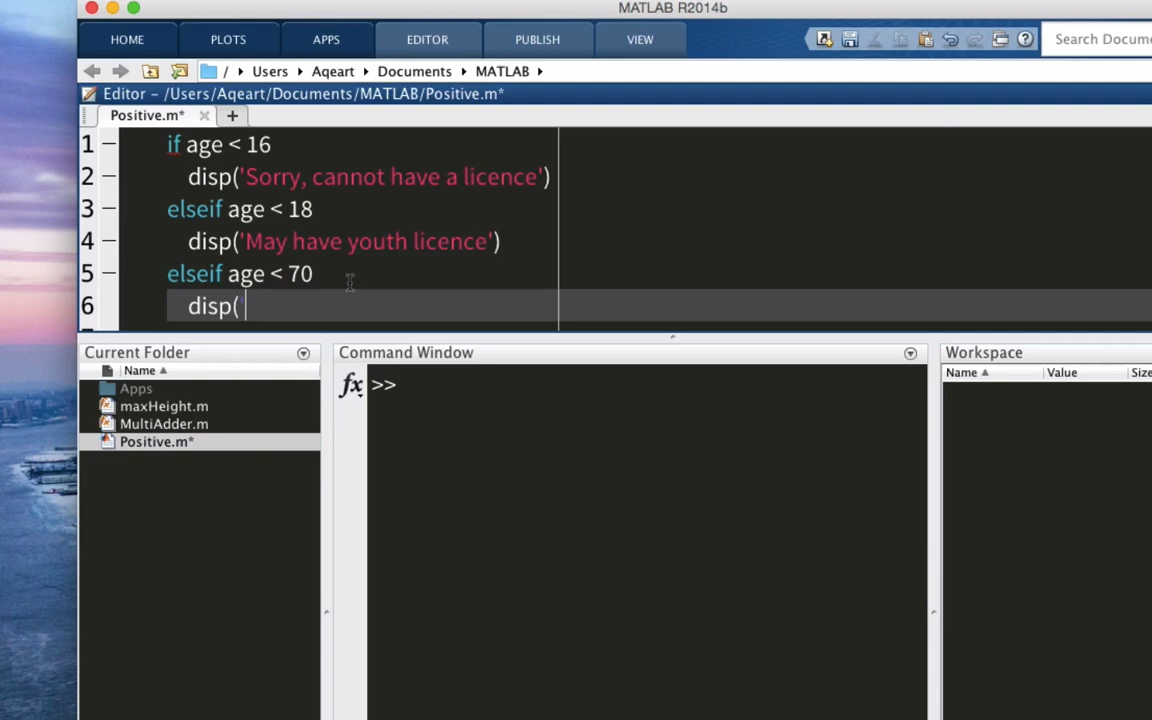 MATLAB R2014b
HOME PLOTS APPS EDITOR PUBLISH VIEW Search Docume
/ ▸ Users ▸ Aqeart ▸ Documents ▸ MATLAB ▸
Editor – /Users/Aqeart/Documents/MATLAB/Positive.m*
Positive.m* × +
1 – if age < 16
2 – disp('Sorry, cannot have a licence')
3 – elseif age < 18
4 – disp('May have youth licence')
5 – elseif age < 70
6 disp('
Current Folder
Name ▲
Apps
maxHeight.m
MultiAdder.m
Positive.m*
Command Window
fx >>
Workspace
Name ▲ Value Size